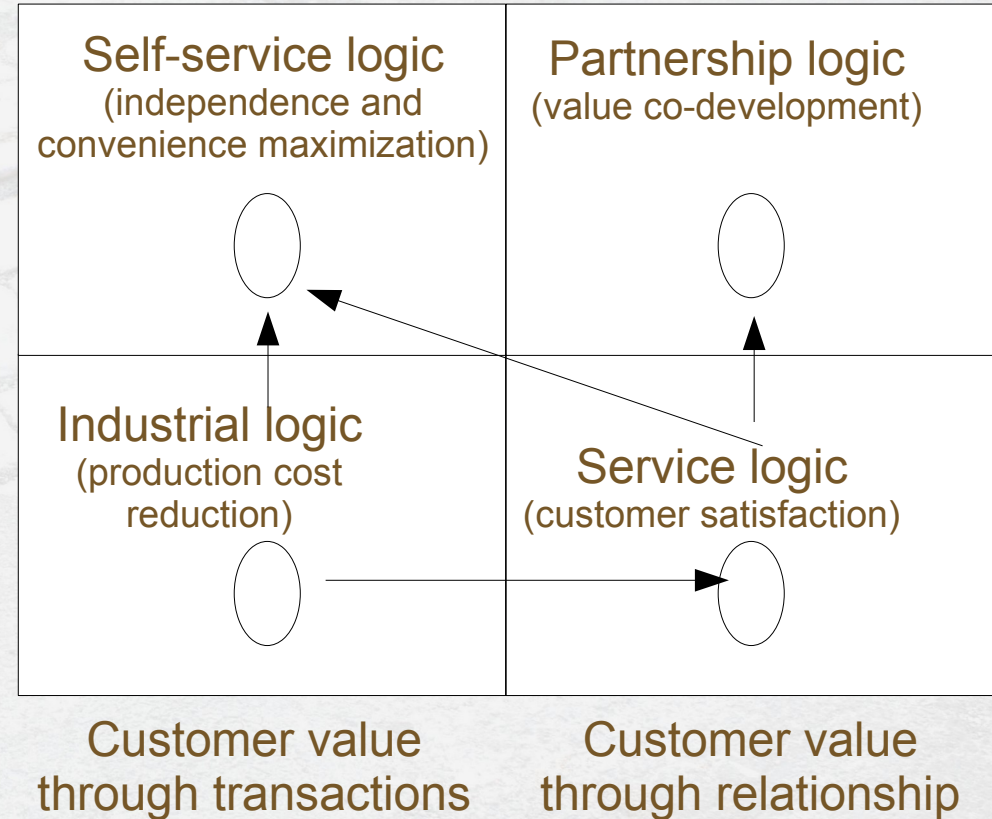 Self-service logic
(independence and
convenience maximization)
Partnership logic
(value co-development)
Industrial logic
(production cost
reduction)
Service logic
(customer satisfaction)
Customer value
through transactions
Customer value
through relationship